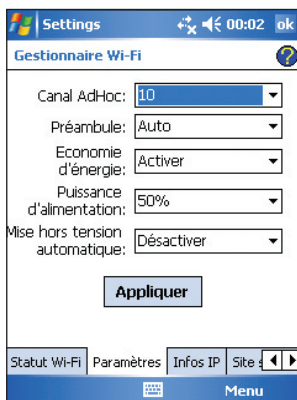 Settings 00:02 ok
Gestionnaire Wi-Fi ?
Canal AdHoc: 10
Préambule: Auto
Economie
d'énergie: Activer
Puissance
d'alimentation: 50%
Mise hors tension
automatique: Désactiver
Appliquer
Statut Wi-Fi Paramètres Infos IP Site
Menu